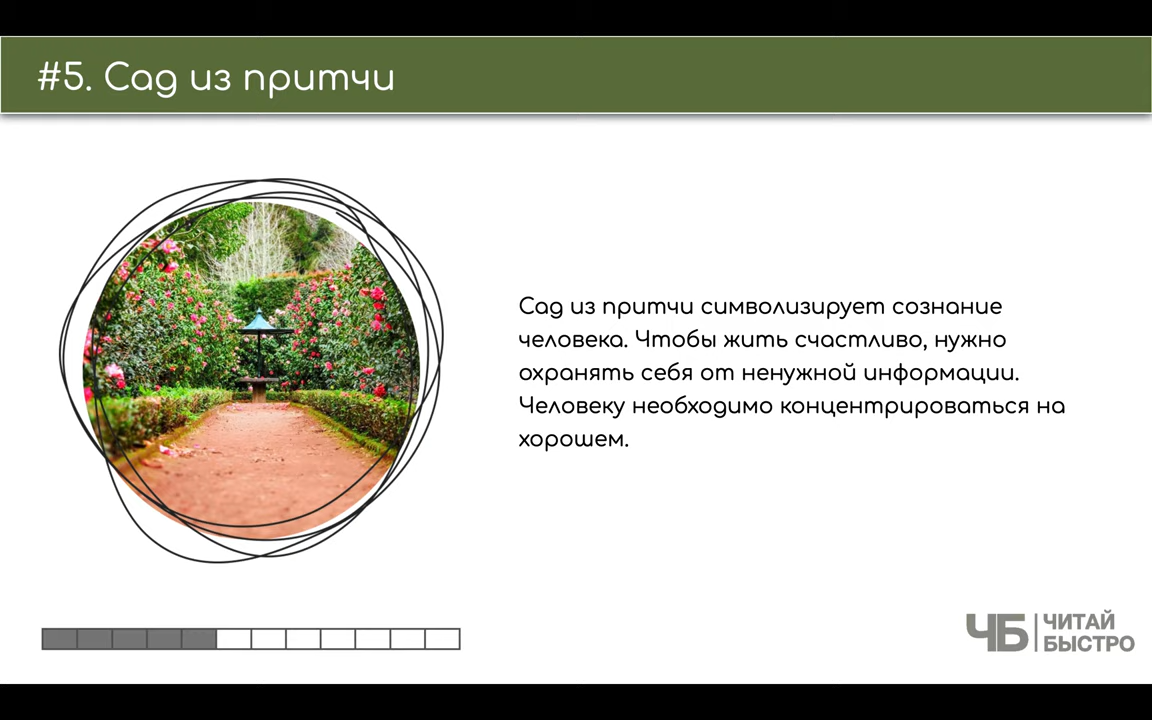 #5. Сад из притчи
Сад из притчи символизирует сознание
человека. Чтобы жить счастливо, нужно
охранять себя от ненужной информации.
Человеку необходимо концентрироваться на
хорошем.
ЧБ ЧИТАЙ
БЫСТРО